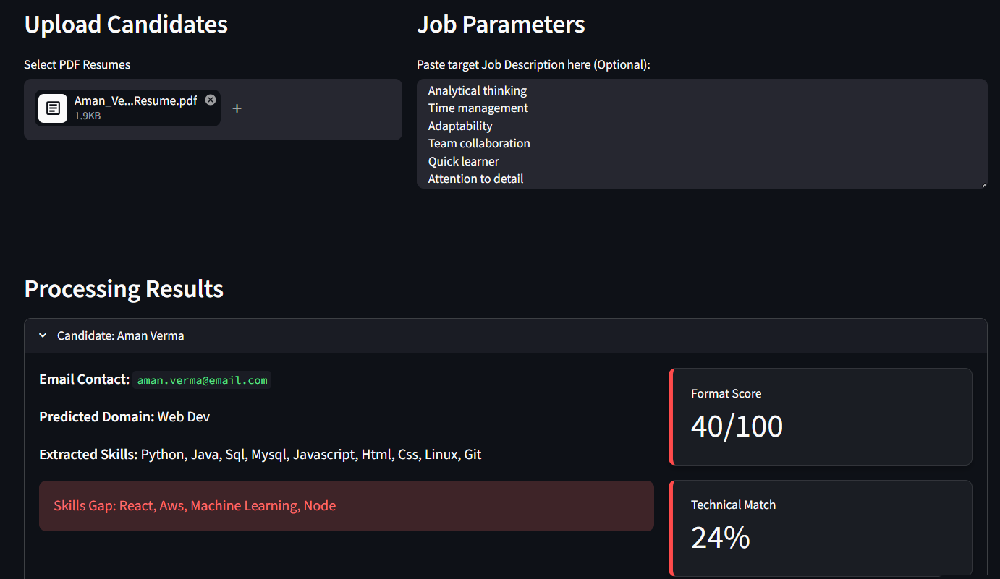 Upload Candidates
Select PDF Resumes
Aman_Ve...Resume.pdf
1.9KB
Job Parameters
Paste target Job Description here (Optional):
Analytical thinking
Time management
Adaptability
Team collaboration
Quick learner
Attention to detail
Processing Results
Candidate: Aman Verma
Email Contact: aman.verma@email.com
Predicted Domain: Web Dev
Extracted Skills: Python, Java, Sql, Mysql, Javascript, Html, Css, Linux, Git
Skills Gap: React, Aws, Machine Learning, Node
Format Score
40/100
Technical Match
24%